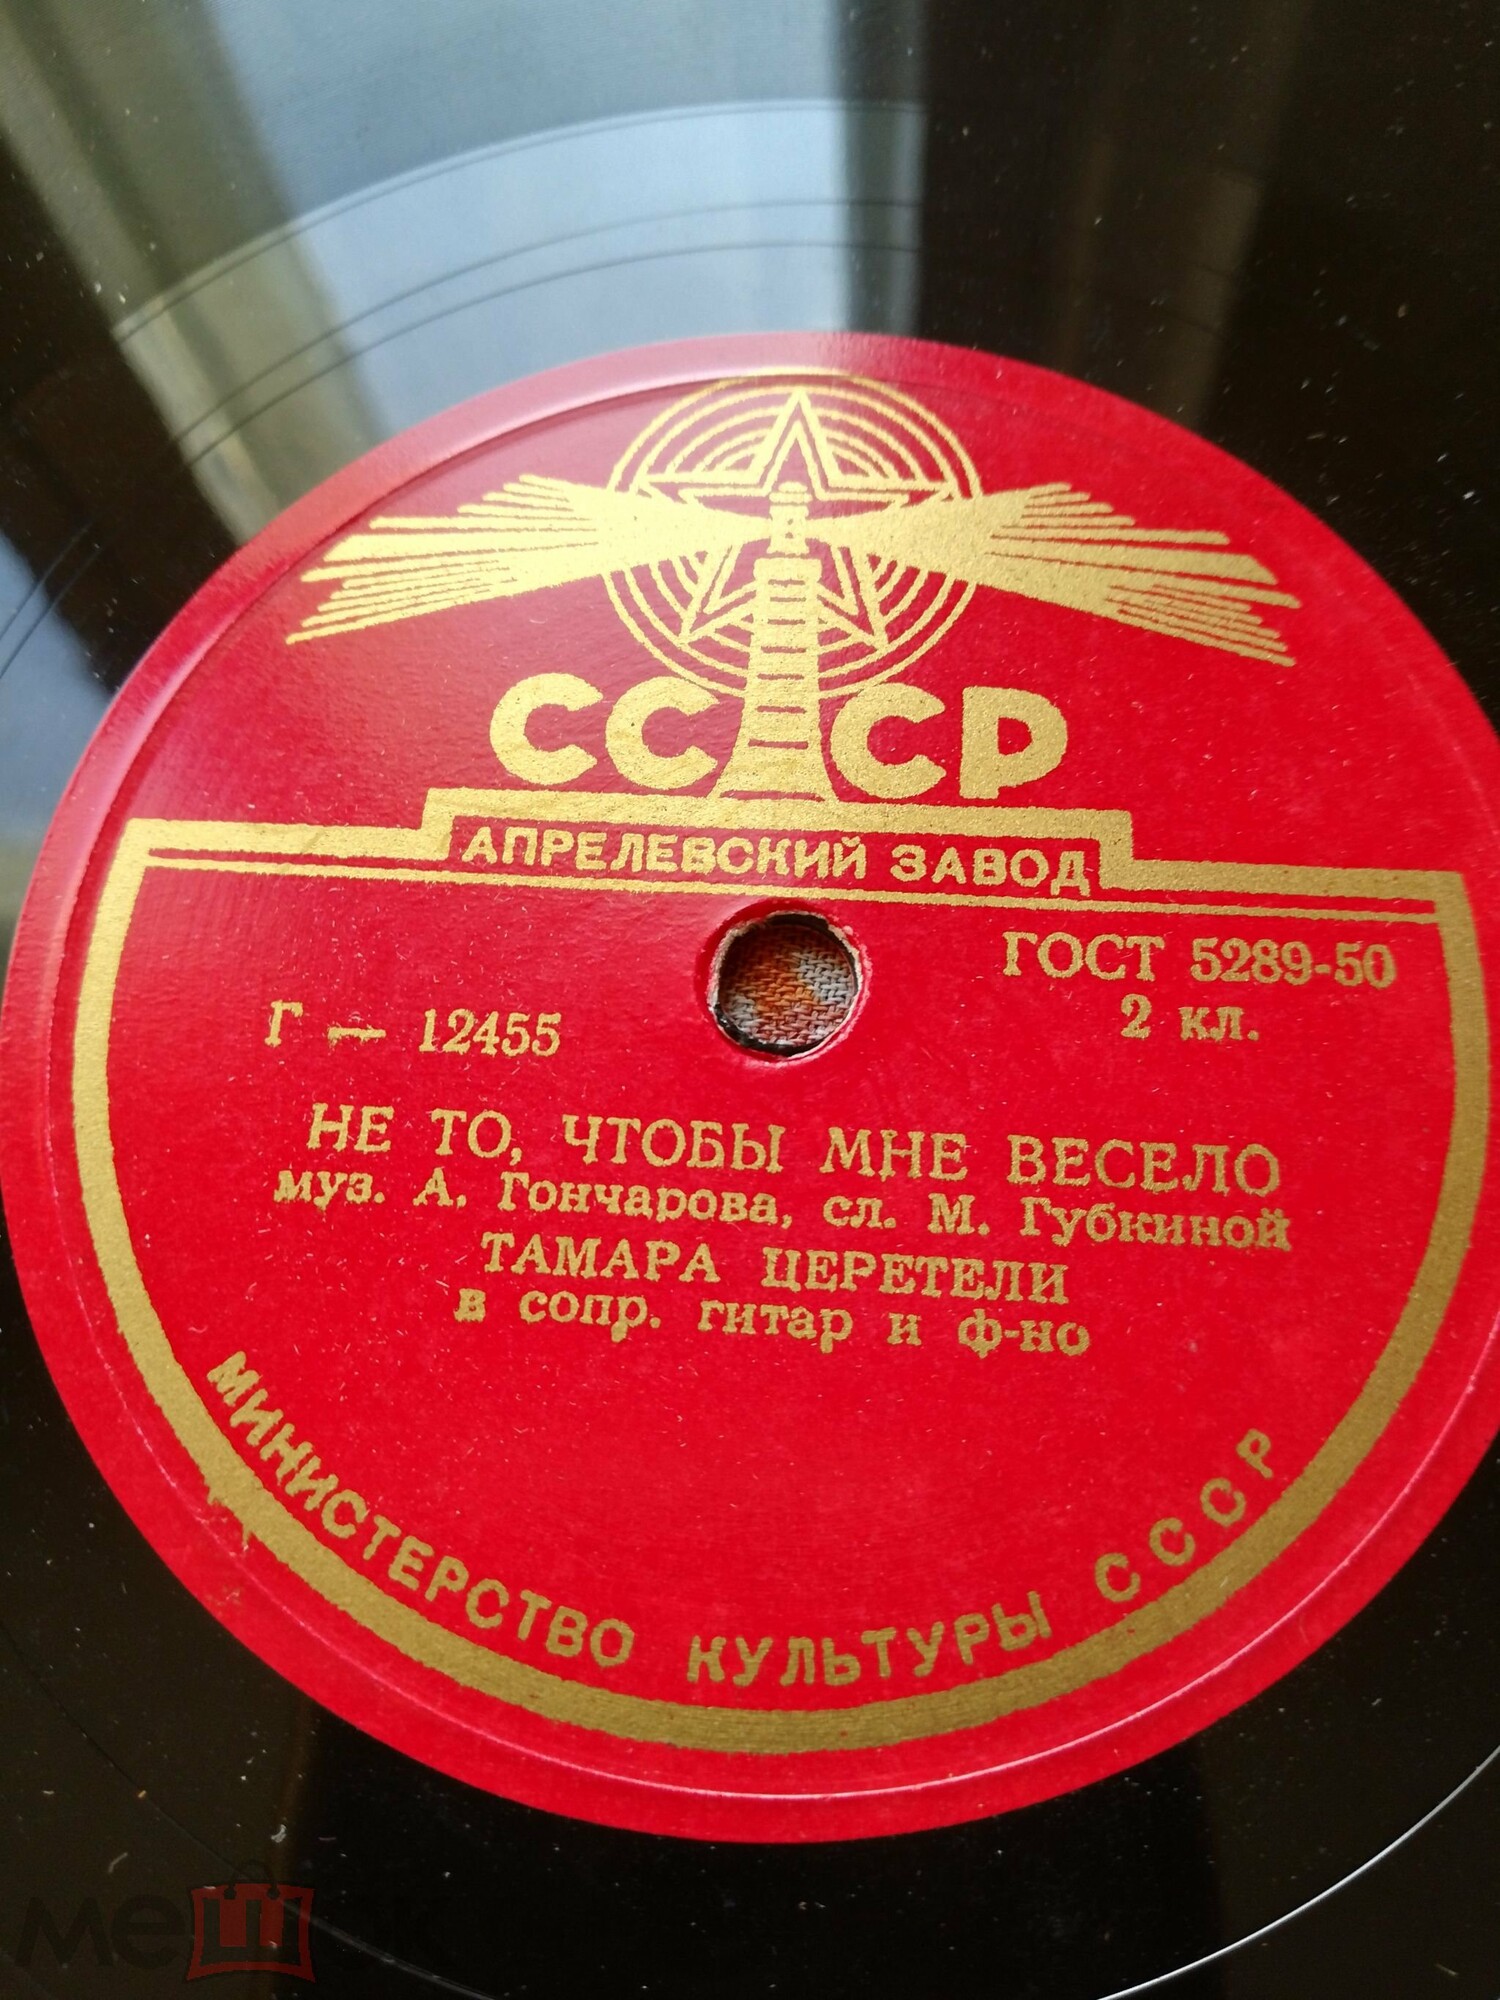 СССР
АПРЕЛЕВСКИЙ ЗАВОД
ГОСТ 5289-50
Г — 12455
2 кл.
НЕ ТО, ЧТОБЫ МНЕ ВЕСЕЛО
муз. А. Гончарова, сл. М. Губкиной
ТАМАРА ЦЕРЕТЕЛИ
в сопр. гитар и ф-но
МИНИСТЕРСТВО КУЛЬТУРЫ СССР
мешок